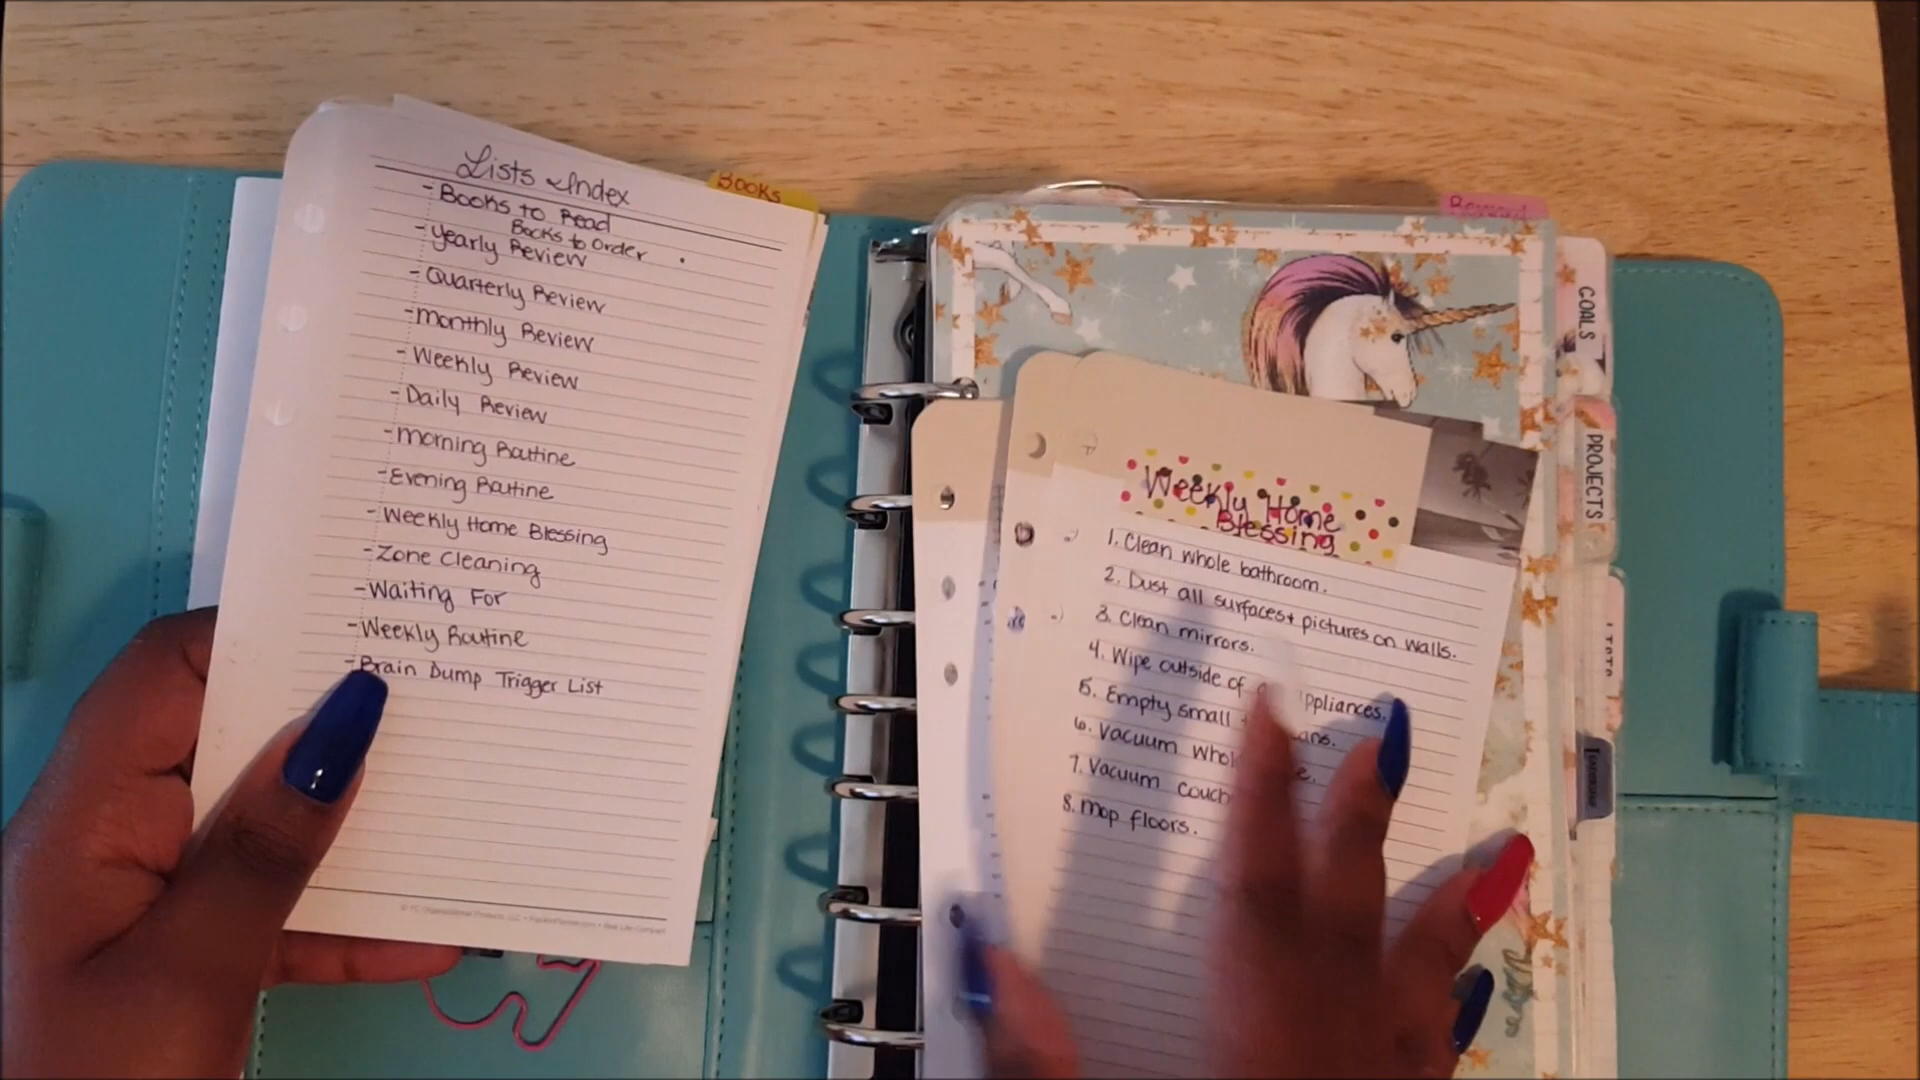 Lists Index
- Books to Read
Books to Order
- Yearly Review
- Quarterly Review
- Monthly Review
- Weekly Review
- Daily Review
- Morning Routine
- Evening Routine
- Weekly Home Blessing
- Zone Cleaning
- Waiting For
- Weekly Routine
- Brain Dump Trigger List
Books
GOALS
PROJECTS
Weekly Home
Blessing
1. Clean whole bathroom.
2. Dust all surfaces + pictures on walls.
3. Clean mirrors.
4. Wipe outside of ppliances.
5. Empty small ans.
6. Vacuum
7. Vacuum couch
8. Mop floors.